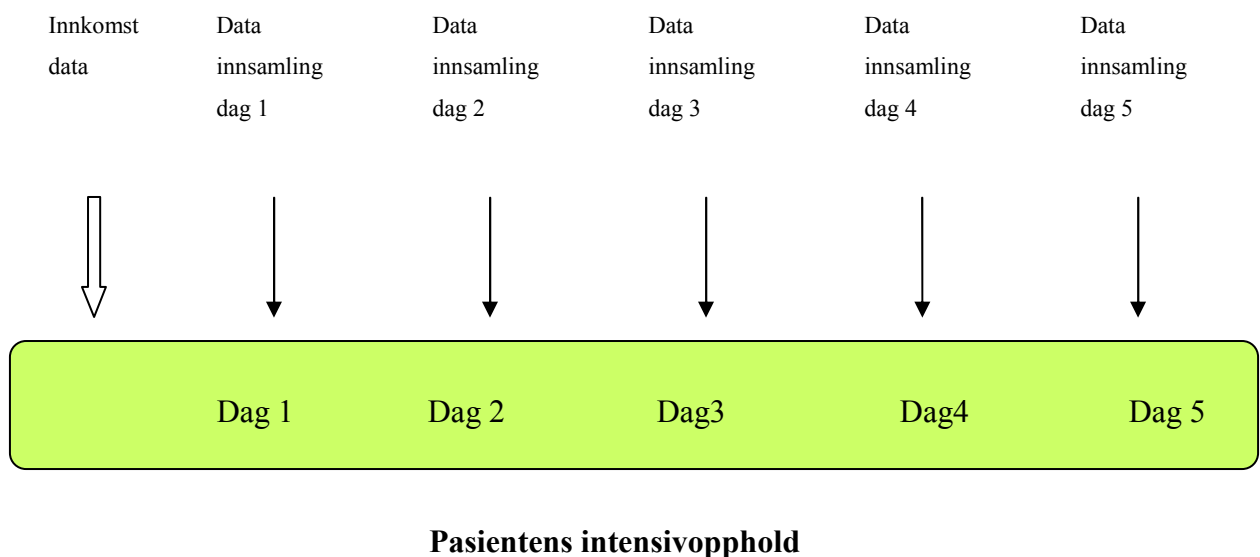 Innkomst
data
Data
innsamling
dag 1
Data
innsamling
dag 2
Data
innsamling
dag 3
Data
innsamling
dag 4
Data
innsamling
dag 5
Dag 1
Dag 2
Dag3
Dag4
Dag 5
Pasientens intensivopphold